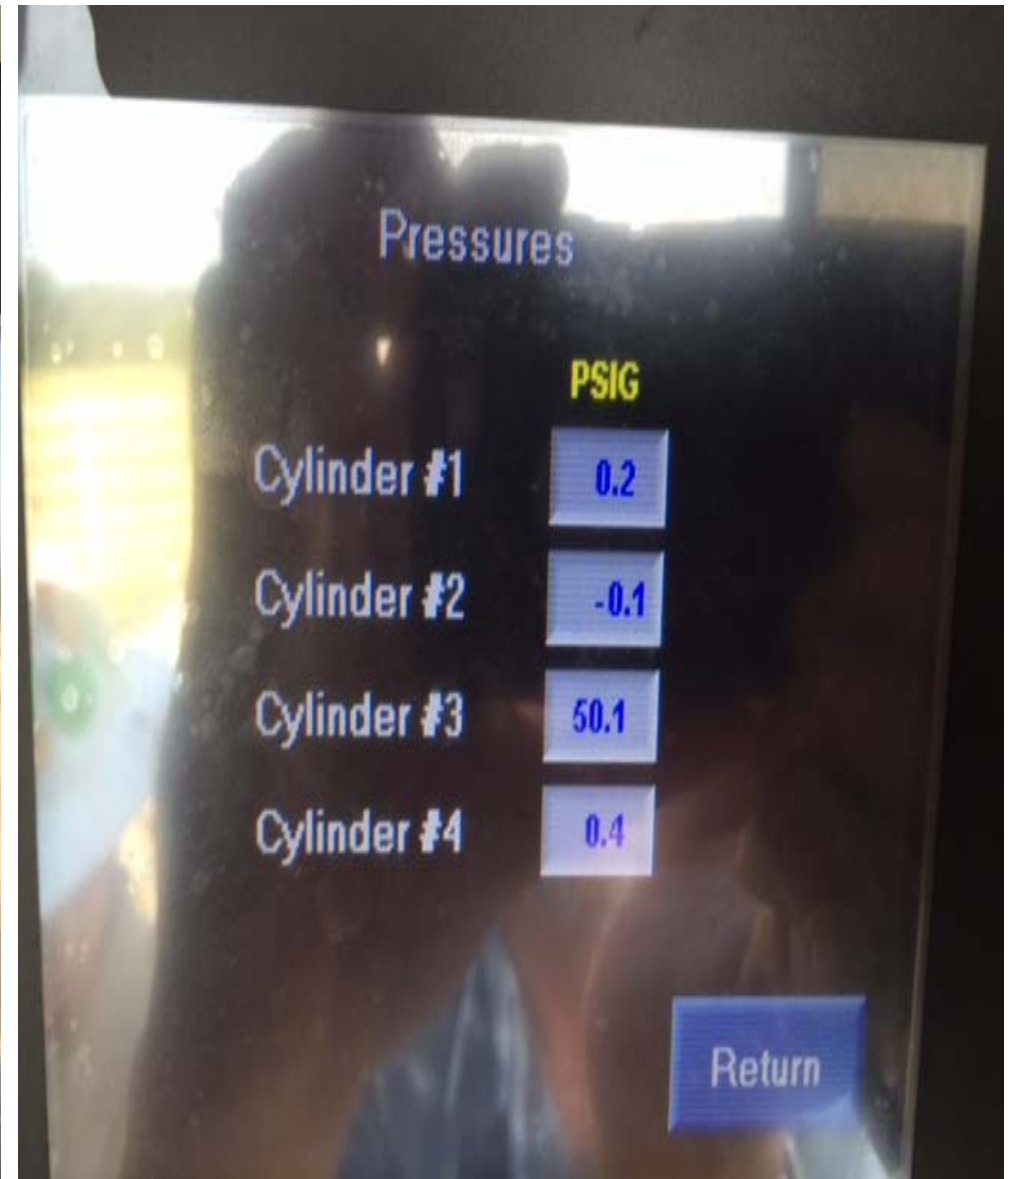 Pressures
PSIG
Cylinder #1 0.2
Cylinder #2 -0.1
Cylinder #3 50.1
Cylinder #4 0.4
Return